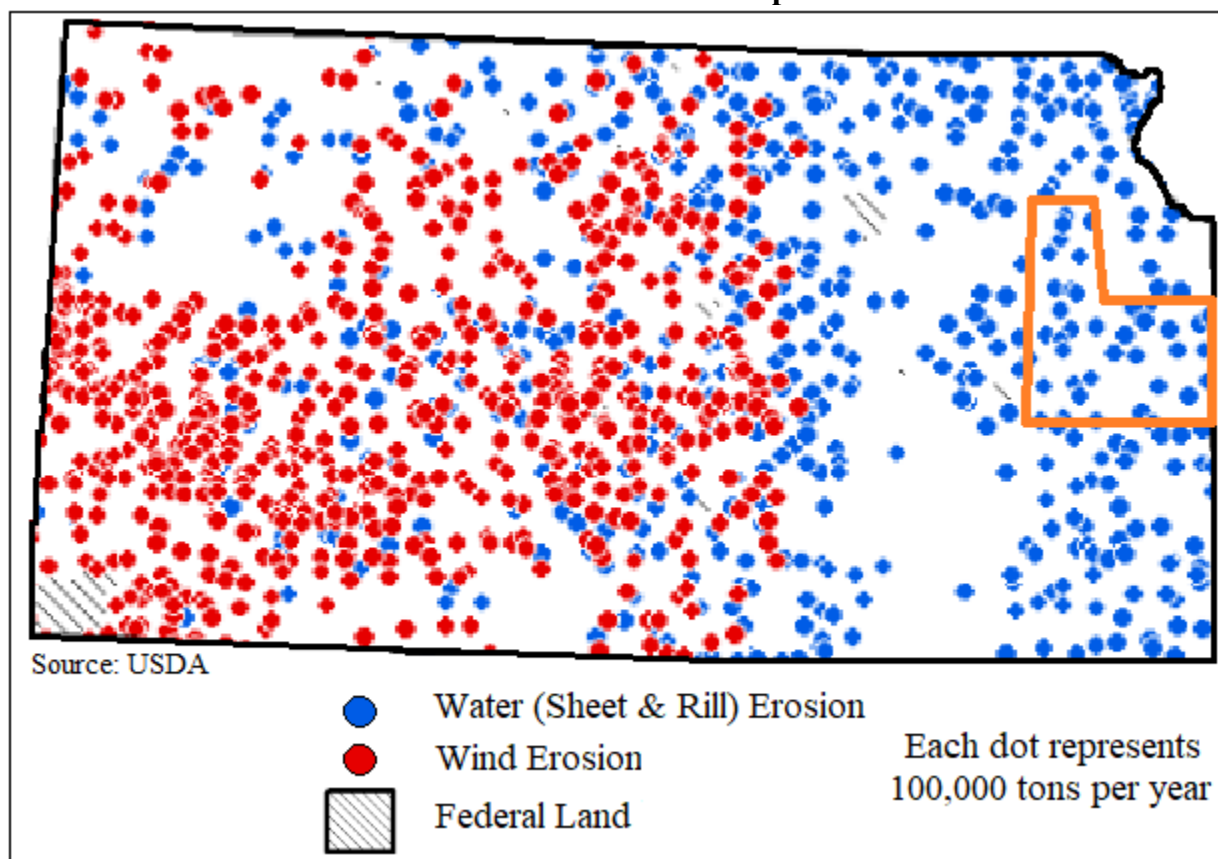 Source: USDA
Water (Sheet & Rill) Erosion
Wind Erosion
Federal Land
Each dot represents
100,000 tons per year